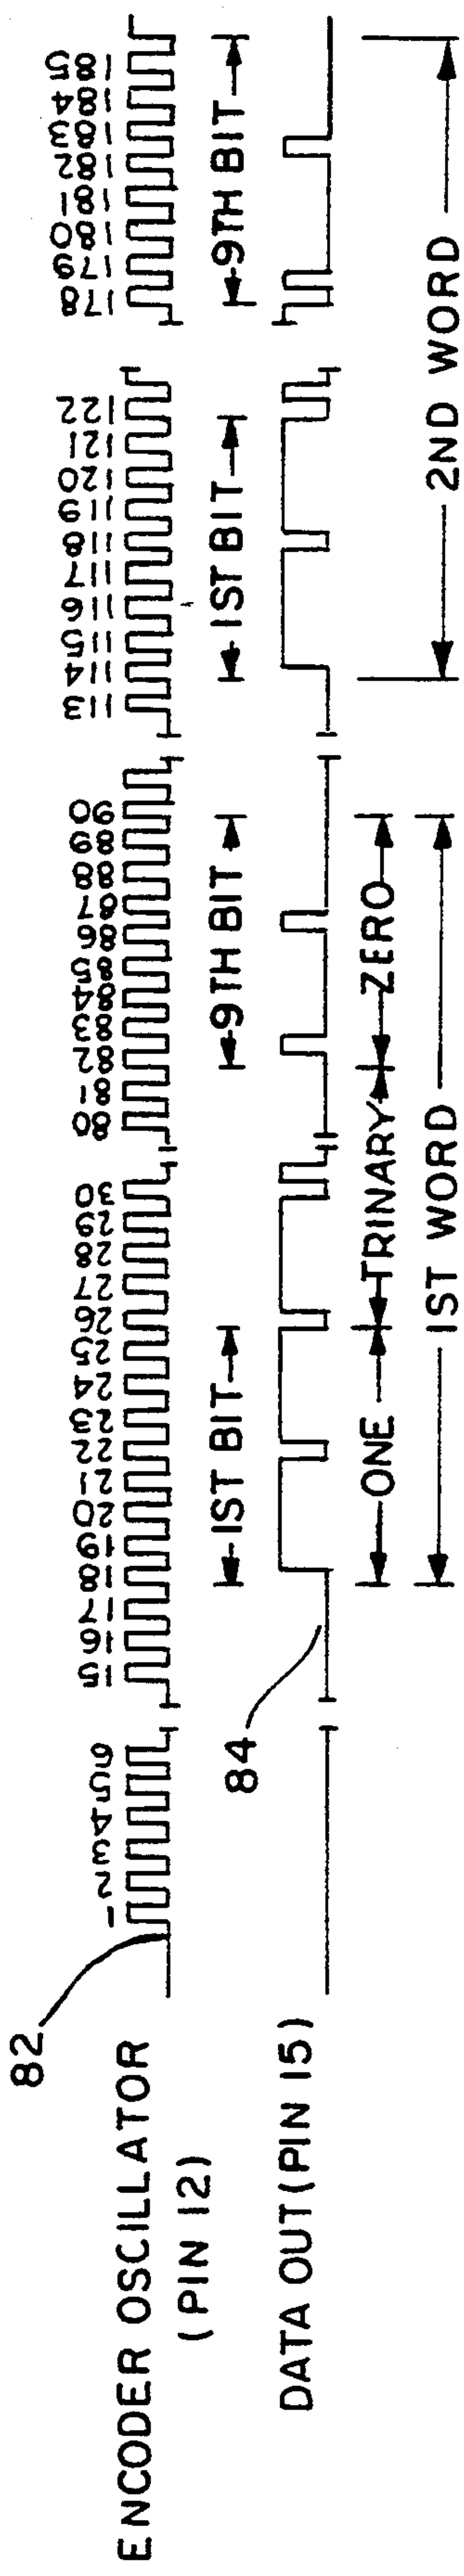 82
1 2 3 4 5 6 15 16 17 18 19 20 21 22 23 24 25 26 27 28 29 30 80 81 82 83 84 85 86 87 88 89 90 113 114 115 116 117 118 119 120 121 122 178 179 180 181 182 183 184 185
ENCODER OSCILLATOR
(PIN 12)
1ST BIT 9TH BIT 1ST BIT 9TH BIT
84
DATA OUT (PIN 15)
ONE TRINARY ZERO
1ST WORD 2ND WORD